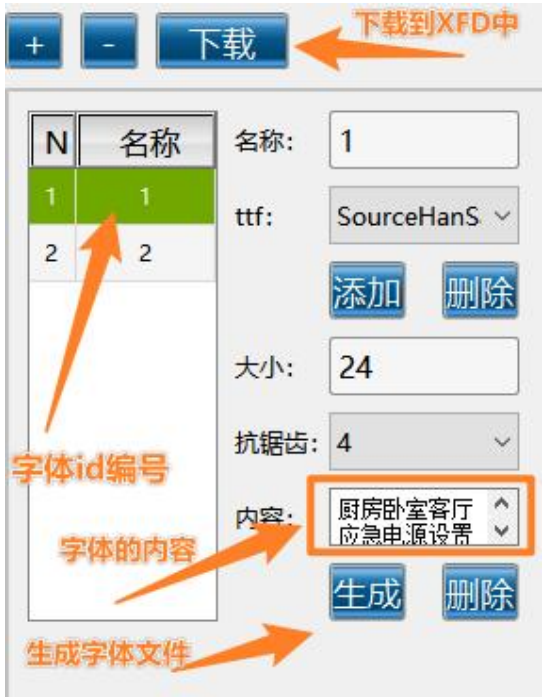 +
-
下载
下载到XFD中
N 名称
1 1
2 2
名称: 1
ttf: SourceHanS
添加 删除
大小: 24
抗锯齿: 4
内容: 厨房卧室客厅
应急电源设置
生成 删除
字体id编号
字体的内容
生成字体文件